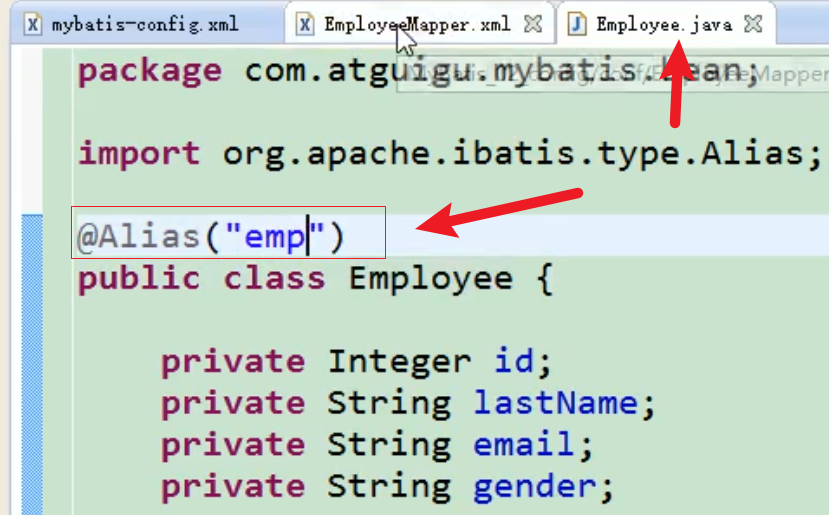 mybatis-config.xml EmployeeMapper.xml Employee.java
package com.atguigu.mybatis.bean;
import org.apache.ibatis.type.Alias;
@Alias("emp")
public class Employee {
private Integer id;
private String lastName;
private String email;
private String gender;